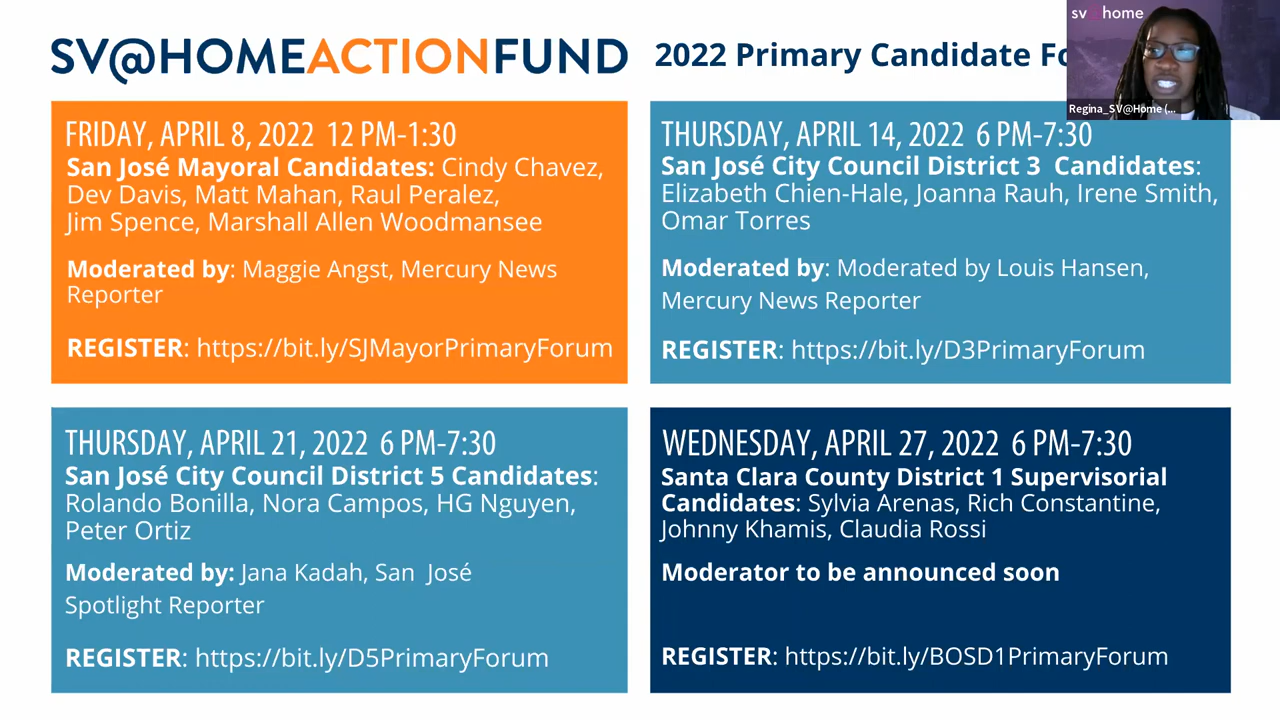 SV@HOMEACTIONFUND
2022 Primary Candidate Fo
sv@home
Regina_SV@Home (...
FRIDAY, APRIL 8, 2022 12 PM-1:30
San José Mayoral Candidates: Cindy Chavez,
Dev Davis, Matt Mahan, Raul Peralez,
Jim Spence, Marshall Allen Woodmansee
Moderated by: Maggie Angst, Mercury News
Reporter
REGISTER: https://bit.ly/SJMayorPrimaryForum
THURSDAY, APRIL 14, 2022 6 PM-7:30
San José City Council District 3 Candidates:
Elizabeth Chien-Hale, Joanna Rauh, Irene Smith,
Omar Torres
Moderated by: Moderated by Louis Hansen,
Mercury News Reporter
REGISTER: https://bit.ly/D3PrimaryForum
THURSDAY, APRIL 21, 2022 6 PM-7:30
San José City Council District 5 Candidates:
Rolando Bonilla, Nora Campos, HG Nguyen,
Peter Ortiz
Moderated by: Jana Kadah, San José
Spotlight Reporter
REGISTER: https://bit.ly/D5PrimaryForum
WEDNESDAY, APRIL 27, 2022 6 PM-7:30
Santa Clara County District 1 Supervisorial
Candidates: Sylvia Arenas, Rich Constantine,
Johnny Khamis, Claudia Rossi
Moderator to be announced soon
REGISTER: https://bit.ly/BOSD1PrimaryForum